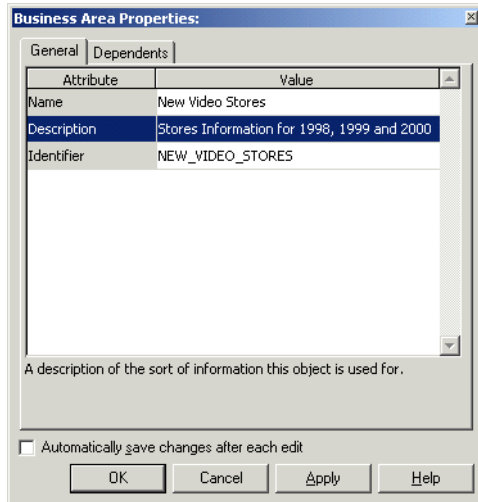 Business Area Properties:
General Dependents
Attribute Value
Name New Video Stores
Description Stores Information for 1998, 1999 and 2000
Identifier NEW_VIDEO_STORES
A description of the sort of information this object is used for.
Automatically save changes after each edit
OK Cancel Apply Help